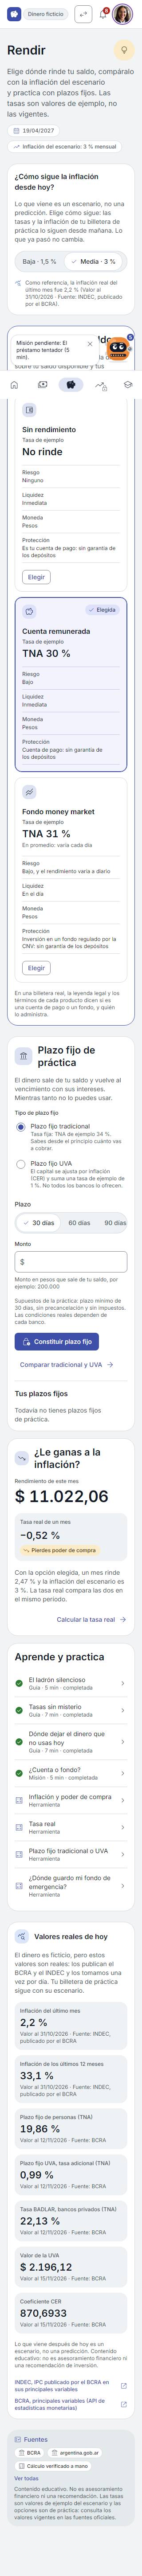 Dinero ficticio
6
Rendir
Elige dónde rinde tu saldo, compáralo
con la inflación del escenario
y practica con plazos fijos. Las
tasas son valores de ejemplo, no
las vigentes.
19/04/2027
Inflación del escenario: 3 % mensual
¿Cómo sigue la inflación
desde hoy?
Lo que viene es un escenario, no una
predicción. Elige cómo sigue: las
tasas y la inflación de tu billetera de
práctica lo siguen desde mañana. Lo
que ya pasó no cambia.
Baja · 1,5 %
Media · 3 %
Como referencia, la inflación real del
último mes fue 2,2 % (Valor al
31/10/2026 · Fuente: INDEC, publicado
por el BCRA).
Misión pendiente: El
préstamo tentador (5
min).
5
Sin rendimiento
Tasa de ejemplo
No rinde
Riesgo
Ninguno
Liquidez
Inmediata
Moneda
Pesos
Protección
Es tu cuenta de pago: sin garantía de
los depósitos
Elegir
Elegida
Cuenta remunerada
Tasa de ejemplo
TNA 30 %
Riesgo
Bajo
Liquidez
Inmediata
Moneda
Pesos
Protección
Cuenta de pago: sin garantía de
los depósitos
Fondo money market
Tasa de ejemplo
TNA 31 %
En promedio: varía cada día
Riesgo
Bajo, y el rendimiento varía a diario
Liquidez
En el día
Moneda
Pesos
Protección
Inversión en un fondo regulado por la
CNV: sin garantía de los depósitos
Elegir
En una billetera real, la leyenda legal y los
términos de cada producto dicen si es
una cuenta de pago o un fondo, y quién
lo administra.
Plazo fijo de
práctica
El dinero sale de tu saldo y vuelve al
vencimiento con sus intereses.
Mientras tanto no lo puedes usar.
Tipo de plazo fijo
Plazo fijo tradicional
Tasa fija: TNA de ejemplo 34 %.
Sabes desde el principio cuánto vas
a cobrar.
Plazo fijo UVA
El capital se ajusta por inflación
(CER) y suma una tasa de ejemplo de
1 %. No todos los bancos lo ofrecen.
Plazo
30 días
60 días
90 días
Monto
$
Monto en pesos que sale de tu saldo, por
ejemplo: 200.000
Supuestos de la práctica: plazo mínimo de
30 días, sin precancelación y sin impuestos.
Las condiciones reales dependen de
cada banco.
Constituir plazo fijo
Comparar tradicional y UVA
Tus plazos fijos
Todavía no tienes plazos fijos
de práctica.
¿Le ganas a la
inflación?
Rendimiento de este mes
$ 11.022,06
Tasa real de un mes
−0,52 %
Pierdes poder de compra
Con la opción elegida, un mes rinde
2,47 % y la inflación del escenario es
3 %. La tasa real compara las dos en
el mismo período.
Calcular la tasa real
Aprende y practica
El ladrón silencioso
Guía · 5 min · completada
Tasas sin misterio
Guía · 7 min · completada
Dónde dejar el dinero que
no usas hoy
Guía · 7 min · completada
¿Cuenta o fondo?
Misión · 5 min · completada
Inflación y poder de compra
Herramienta
Tasa real
Herramienta
Plazo fijo tradicional o UVA
Herramienta
¿Dónde guardo mi fondo de
emergencia?
Herramienta
Valores reales de hoy
El dinero es ficticio, pero estos
valores son reales: los publican el
BCRA y el INDEC y los tomamos una
vez por día. Tu billetera de práctica
sigue con su escenario.
Inflación del último mes
2,2 %
Valor al 31/10/2026 · Fuente: INDEC,
publicado por el BCRA
Inflación de los últimos 12 meses
33,1 %
Valor al 31/10/2026 · Fuente: INDEC,
publicado por el BCRA
Plazo fijo de personas (TNA)
19,86 %
Valor al 12/11/2026 · Fuente: BCRA
Plazo fijo UVA, tasa adicional (TNA)
0,99 %
Valor al 12/11/2026 · Fuente: BCRA
Tasa BADLAR, bancos privados (TNA)
22,13 %
Valor al 12/11/2026 · Fuente: BCRA
Valor de la UVA
$ 2.196,12
Valor al 15/11/2026 · Fuente: BCRA
Coeficiente CER
870,6933
Valor al 15/11/2026 · Fuente: BCRA
Lo que viene después de hoy es un
escenario, no una predicción. Contenido
educativo: no es asesoramiento financiero ni
una recomendación de inversión.
INDEC, IPC publicado por el BCRA en
sus principales variables
BCRA, principales variables (API de
estadísticas monetarias)
Fuentes
BCRA
argentina.gob.ar
Cálculo verificado a mano
Ver todas
Contenido educativo. No es asesoramiento
financiero ni una recomendación. Las tasas
son valores de ejemplo del escenario y las
opciones son de práctica: consulta los
valores vigentes en las fuentes oficiales.